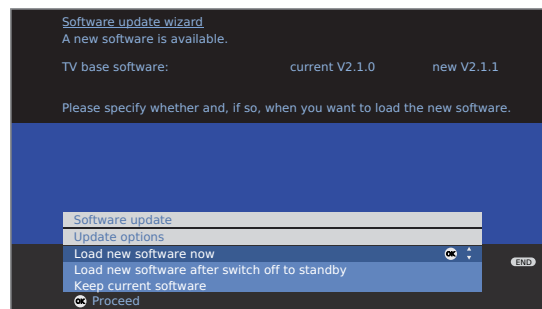 Software update wizard
A new software is available.
TV base software: current V2.1.0 new V2.1.1
Please specify whether and, if so, when you want to load the new software.
Software update
Update options
Load new software now OK
Load new software after switch off to standby
END
Keep current software
OK Proceed